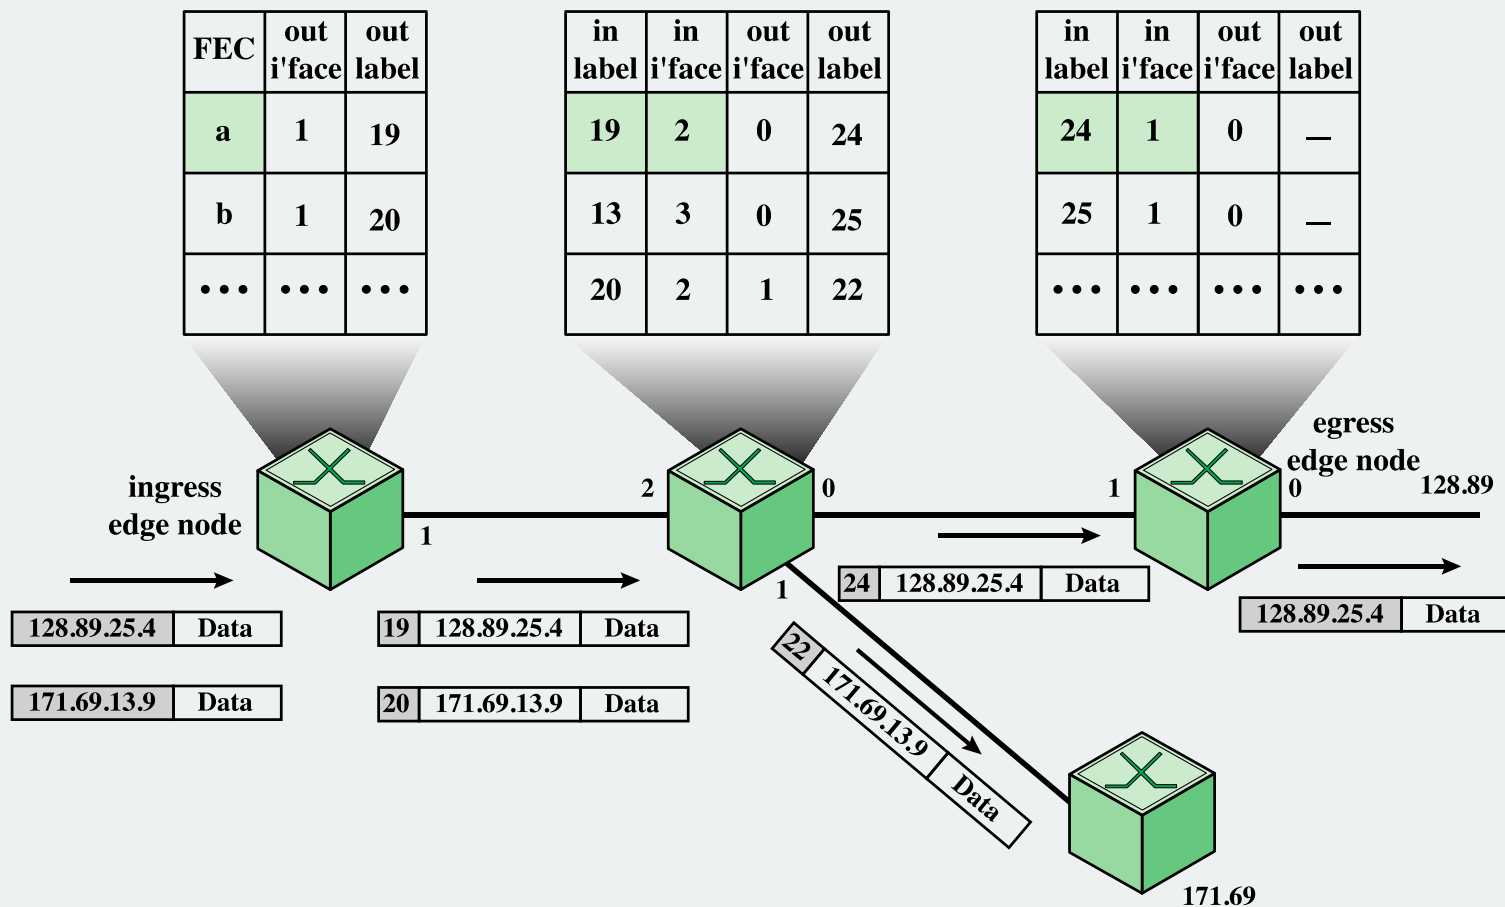 FEC out i'face out label
a 1 19
b 1 20
••• ••• •••
in label in i'face out i'face out label
19 2 0 24
13 3 0 25
20 2 1 22
in label in i'face out i'face out label
24 1 0 —
25 1 0 —
••• ••• ••• •••
ingress
edge node
1
2
0
1
1
egress
edge node
0
128.89
128.89.25.4 Data
171.69.13.9 Data
19 128.89.25.4 Data
20 171.69.13.9 Data
24 128.89.25.4 Data
22 171.69.13.9 Data
128.89.25.4 Data
171.69